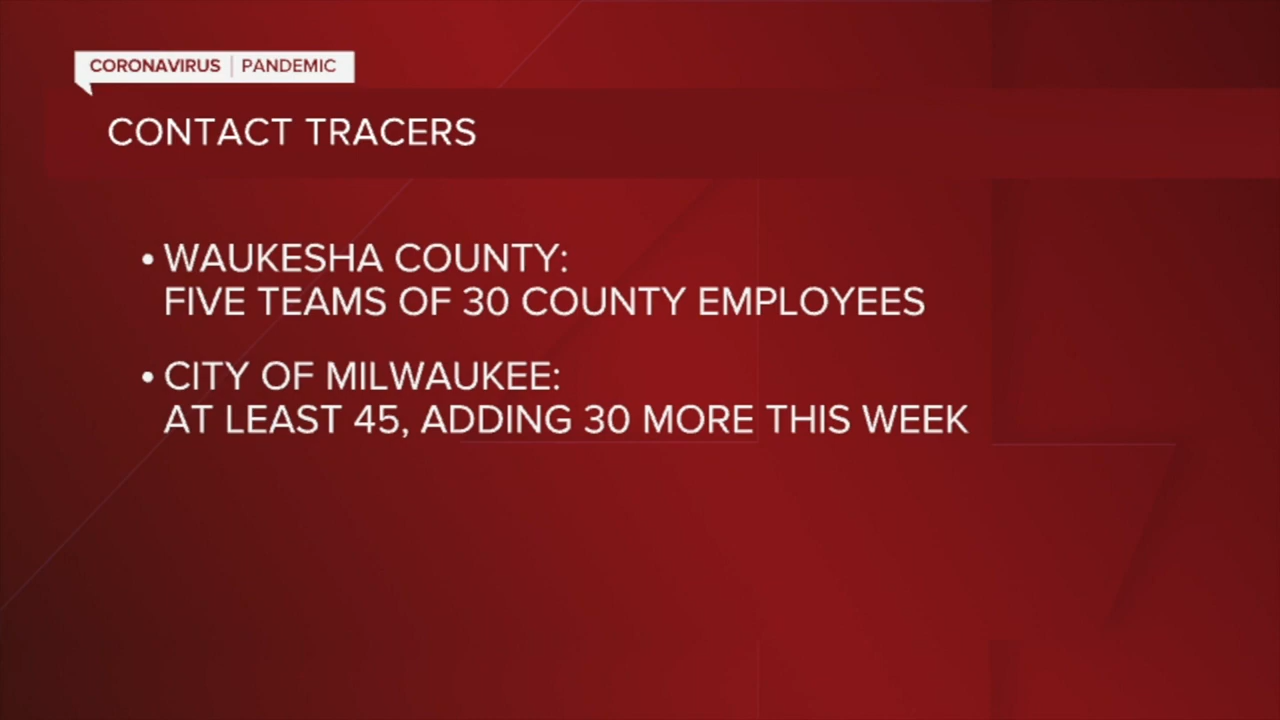 CORONAVIRUS | PANDEMIC
CONTACT TRACERS
• WAUKESHA COUNTY:
FIVE TEAMS OF 30 COUNTY EMPLOYEES
• CITY OF MILWAUKEE:
AT LEAST 45, ADDING 30 MORE THIS WEEK